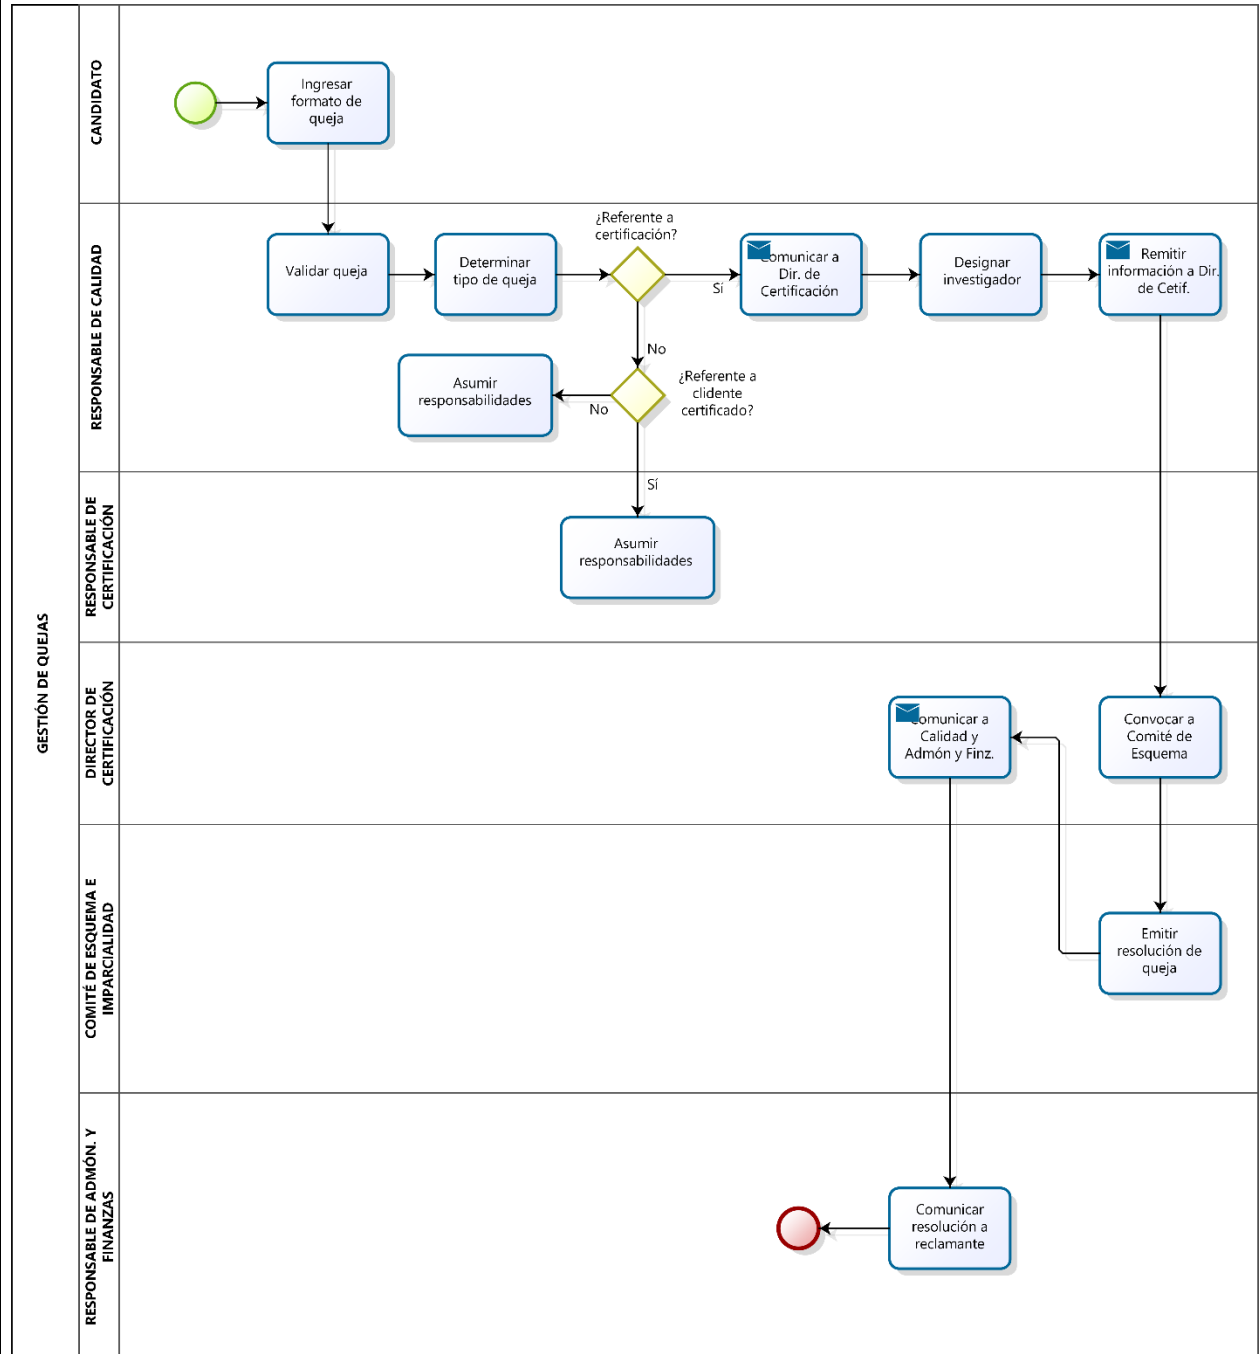 GESTIÓN DE QUEJAS
CANDIDATO
Ingresar
formato de
queja
RESPONSABLE DE CALIDAD
Validar queja
Determinar
tipo de queja
¿Referente a
certificación?
Sí
Comunicar a
Dir. de
Certificación
Designar
investigador
Remitir
información a Dir.
de Cetif.
No
¿Referente a
clidente
certificado?
No
Asumir
responsabilidades
Sí
RESPONSABLE DE
CERTIFICACIÓN
Asumir
responsabilidades
DIRECTOR DE
CERTIFICACIÓN
Comunicar a
Calidad y
Admón y Finz.
Convocar a
Comité de
Esquema
COMITÉ DE ESQUEMA E
IMPARCIALIDAD
Emitir
resolución de
queja
RESPONSABLE DE ADMÓN. Y
FINANZAS
Comunicar
resolución a
reclamante